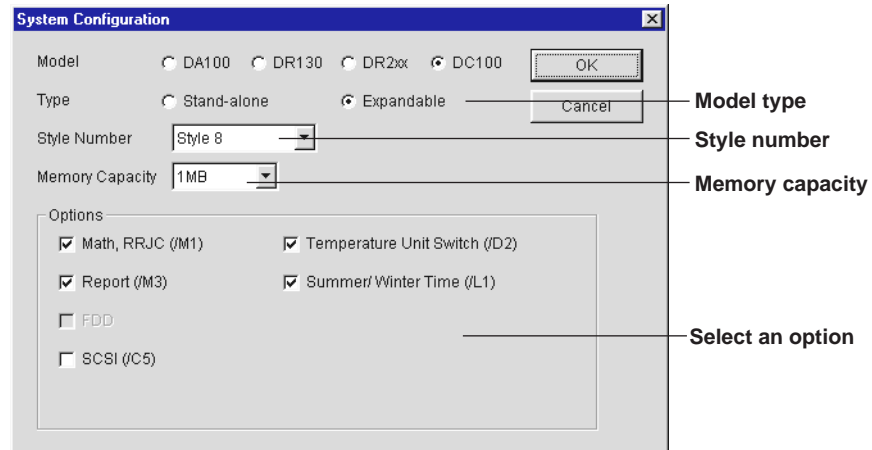 System Configuration
Model DA100 DR130 DR2xx DC100 OK
Type Stand-alone Expandable Cancel Model type
Style Number Style 8 Style number
Memory Capacity 1MB Memory capacity
Options
Math, RRJC (/M1) Temperature Unit Switch (/D2)
Report (/M3) Summer/ Winter Time (/L1)
FDD
Select an option
SCSI (/C5)